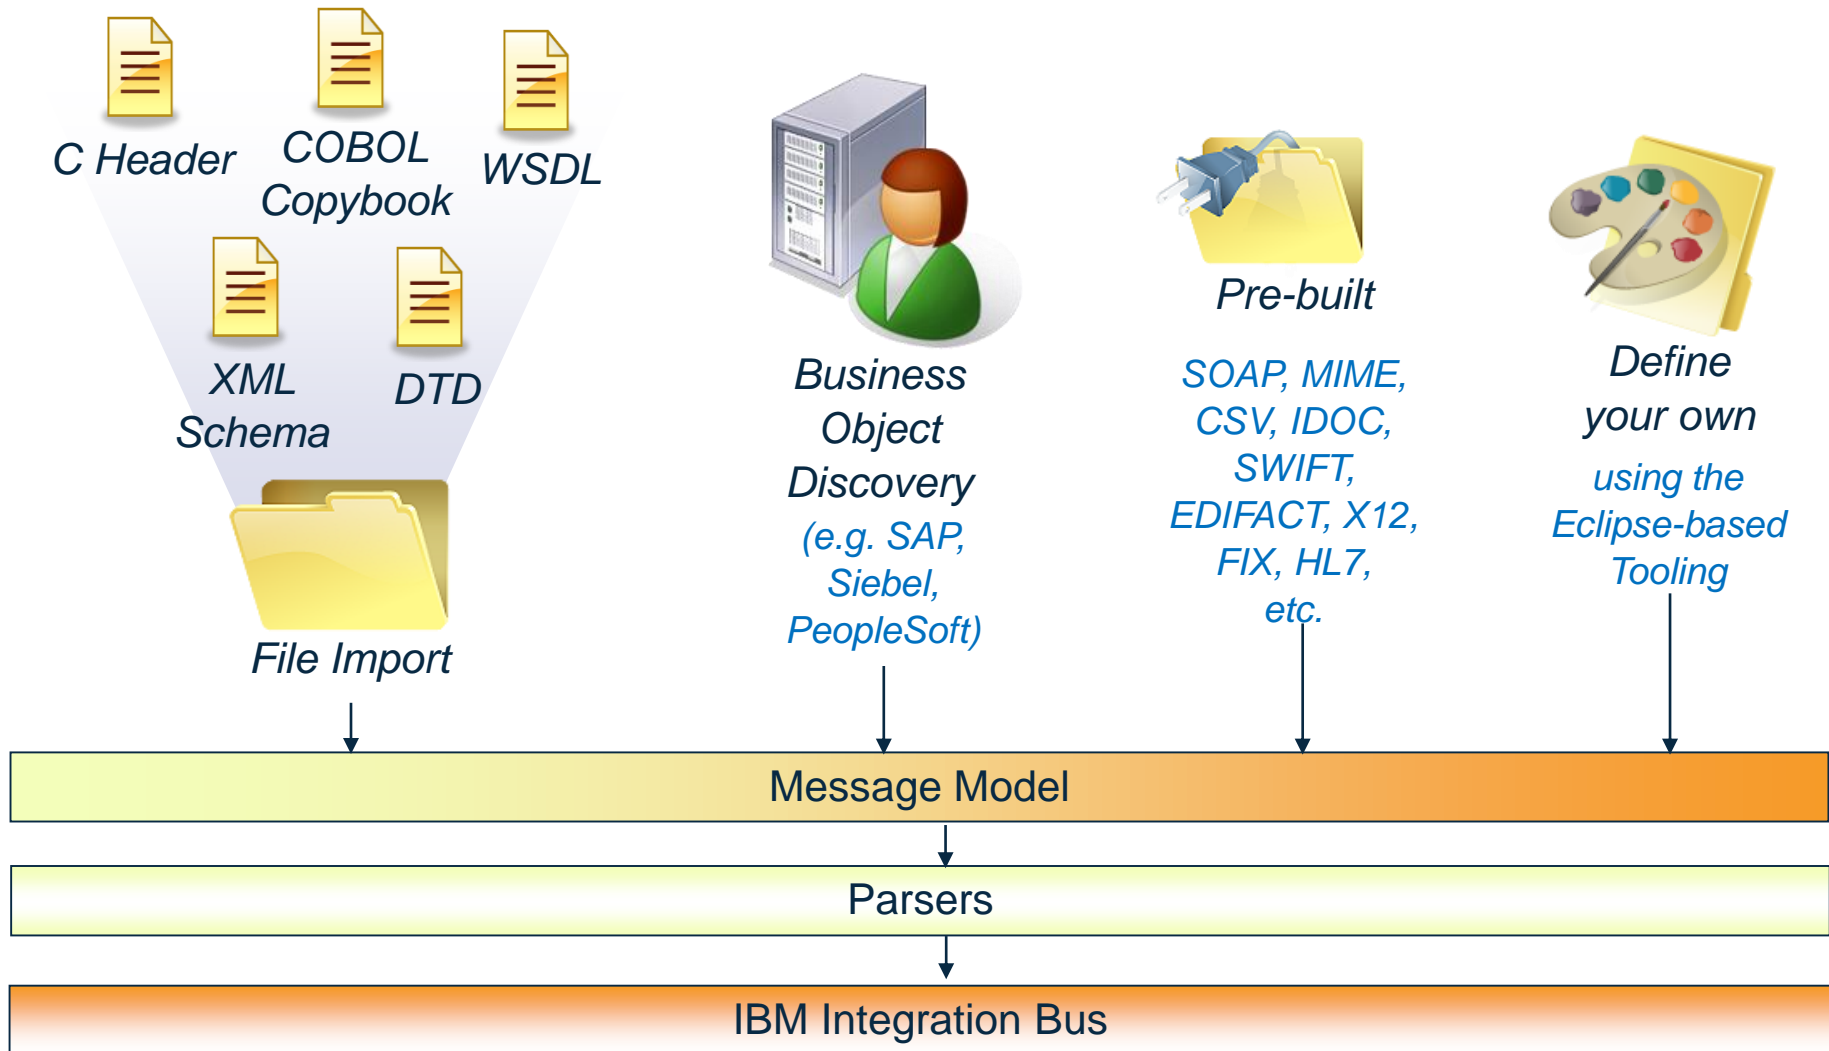 C Header
COBOL
Copybook
WSDL
XML
Schema
DTD
File Import
Business
Object
Discovery
(e.g. SAP,
Siebel,
PeopleSoft)
Pre-built
SOAP, MIME,
CSV, IDOC,
SWIFT,
EDIFACT, X12,
FIX, HL7,
etc.
Define
your own
using the
Eclipse-based
Tooling
Message Model
Parsers
IBM Integration Bus